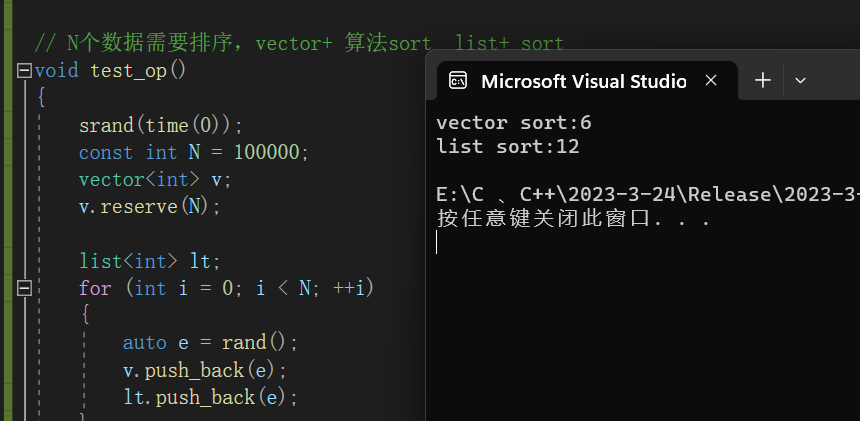 // N个数据需要排序，vector+ 算法sort  list+ sort
void test_op()
{
srand(time(0));
const int N = 100000;
vector<int> v;
v.reserve(N);
list<int> lt;
for (int i = 0; i < N; ++i)
{
auto e = rand();
v.push_back(e);
lt.push_back(e);
Microsoft Visual Studio
vector sort:6
list sort:12
E:\C 、C++\2023-3-24\Release\2023-3-
按任意键关闭此窗口. . .